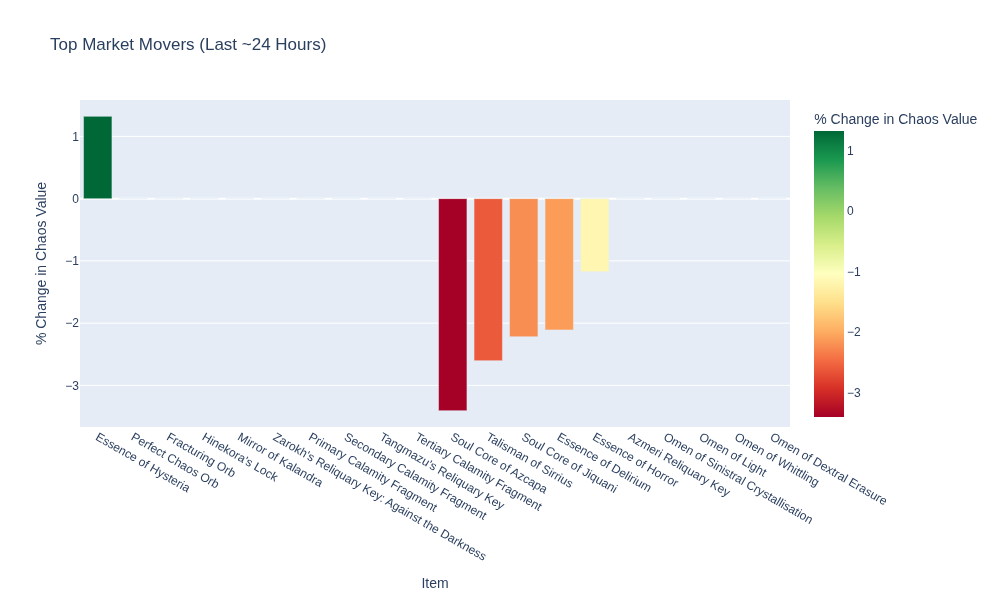 Top Market Movers (Last ~24 Hours)
% Change in Chaos Value
1
0
−1
−2
−3
% Change in Chaos Value
1
0
−1
−2
−3
Essence of Hysteria
Perfect Chaos Orb
Fracturing Orb
Hinekora's Lock
Mirror of Kalandra
Zarokh's Reliquary Key: Against the Darkness
Primary Calamity Fragment
Secondary Calamity Fragment
Tangmazu's Reliquary Key
Tertiary Calamity Fragment
Soul Core of Azcapa
Talisman of Sirrius
Soul Core of Jiquani
Essence of Delirium
Essence of Horror
Azmeri Reliquary Key
Omen of Sinistral Crystallisation
Omen of Light
Omen of Whittling
Omen of Dextral Erasure
Item